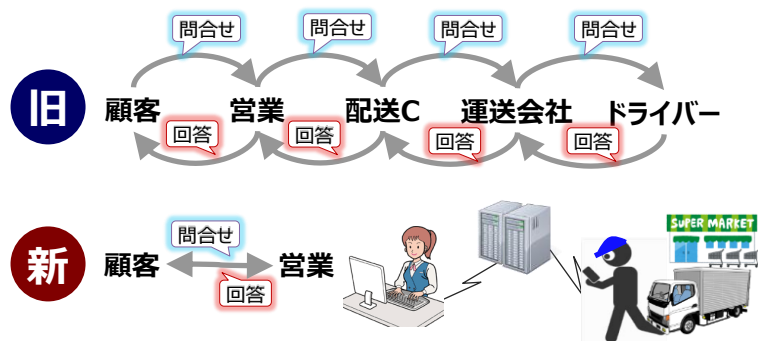 問合せ
問合せ
問合せ
問合せ
旧
顧客
営業
配送C
運送会社
ドライバー
回答
回答
回答
回答
新
顧客
問合せ
回答
営業
SUPER MARKET